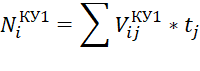 N_i^{КУ1} = ∑ V_{ij}^{КУ1} * t_j